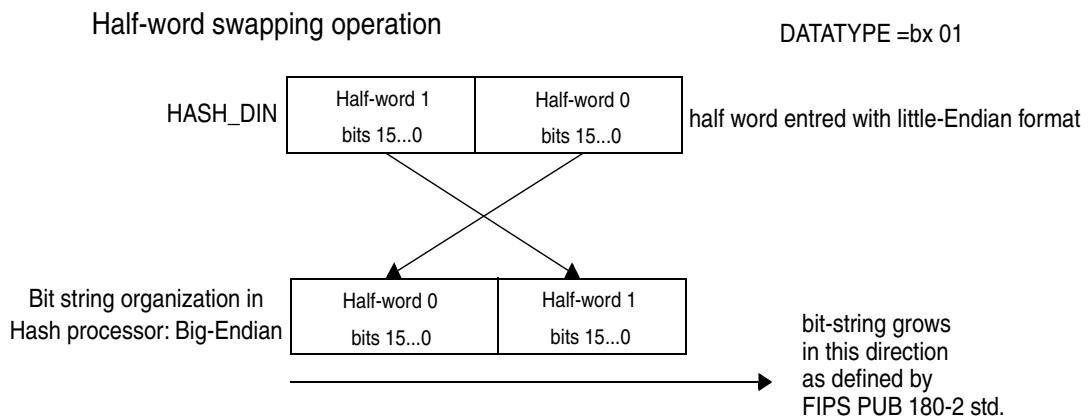 Half-word swapping operation
DATATYPE =bx 01
HASH_DIN
Half-word 1
bits 15...0
Half-word 0
bits 15...0
half word entred with little-Endian format
Bit string organization in
Hash processor: Big-Endian
Half-word 0
bits 15...0
Half-word 1
bits 15...0
bit-string grows
in this direction
as defined by
FIPS PUB 180-2 std.